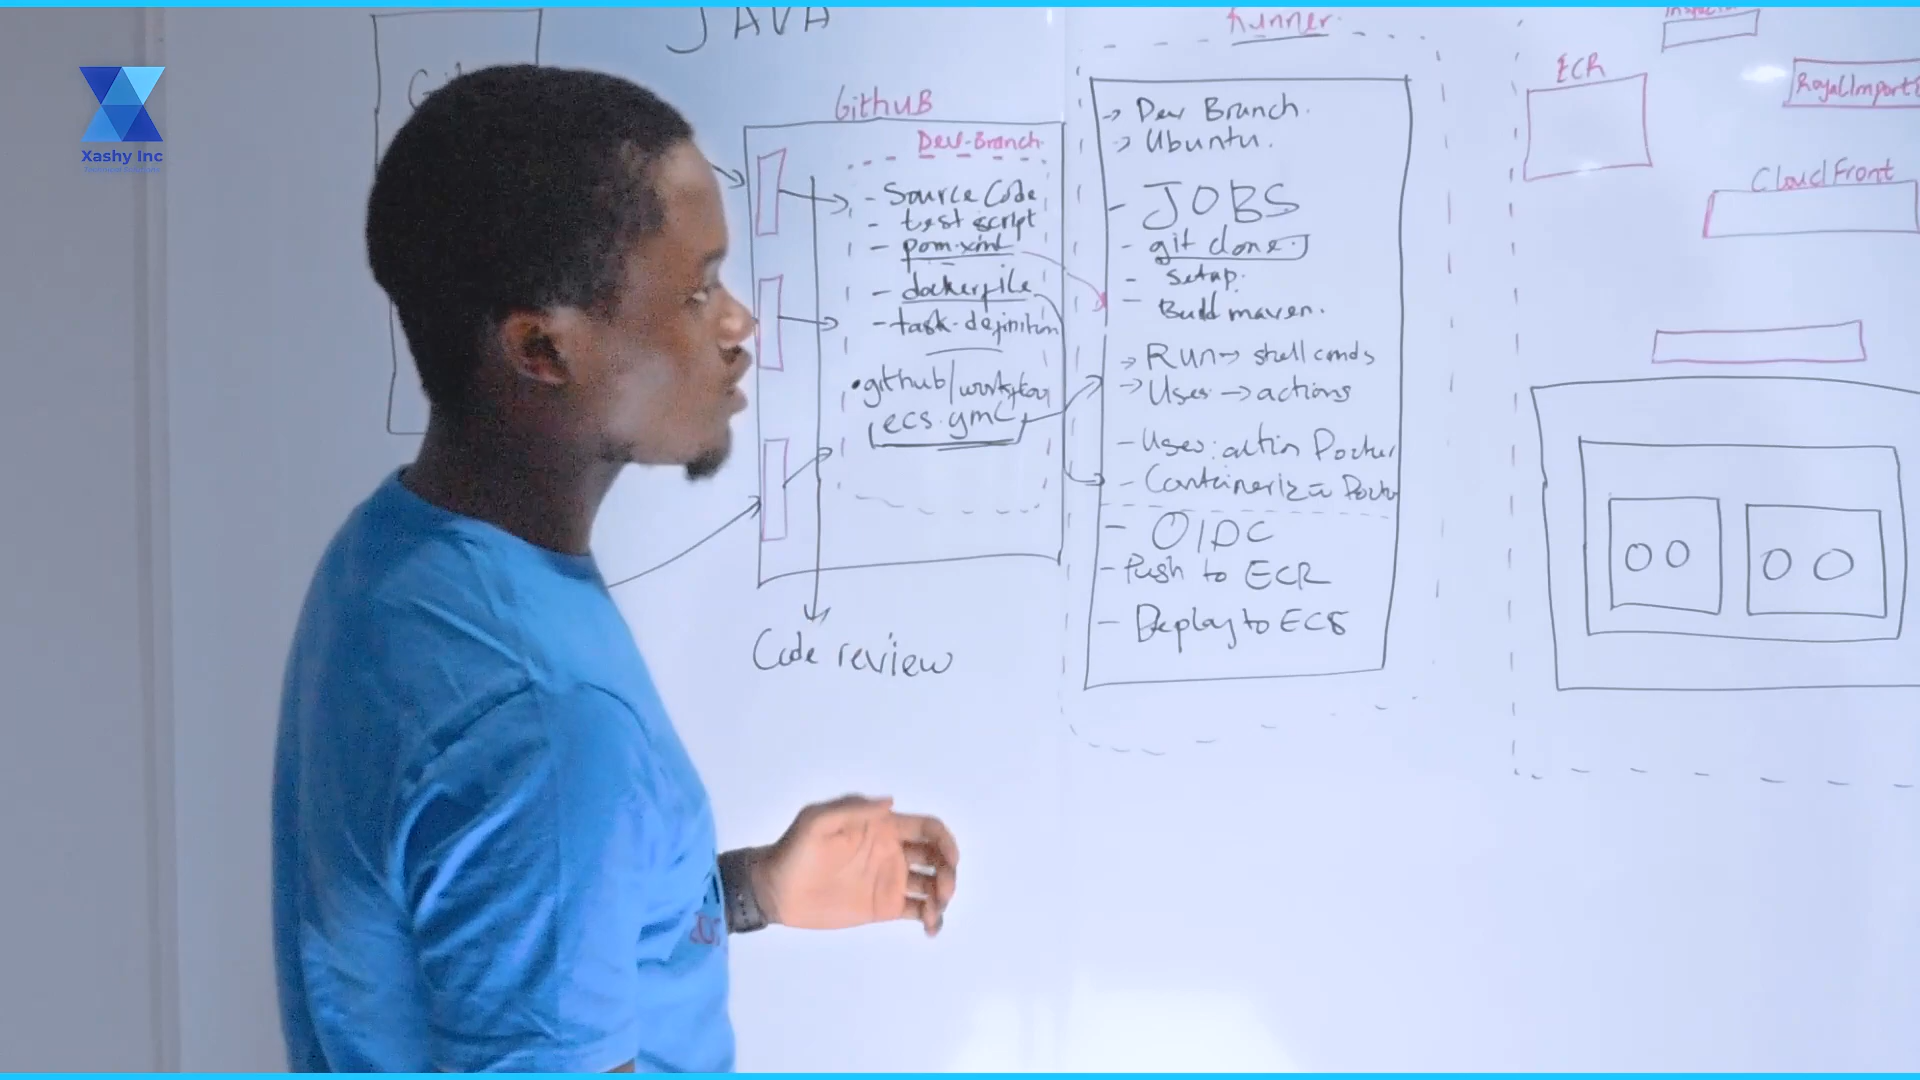 JAVA
Xashy Inc
GithuB
Dev-Branch
- Source Code
- test script
- pom.xml
- dockerfile
- task-definition
.github/workflow
ecs.yml
Code review
Runner
-> Dev Branch.
-> Ubuntu.
- JOBS
- git clone.
- setup.
- Build maven.
-> Run -> shell cmds
-> Uses -> actions
- Uses: action Docker
- Containerize Docker
- OIDC
- Push to ECR
- Deploy to ECS
ECR
CloudFront